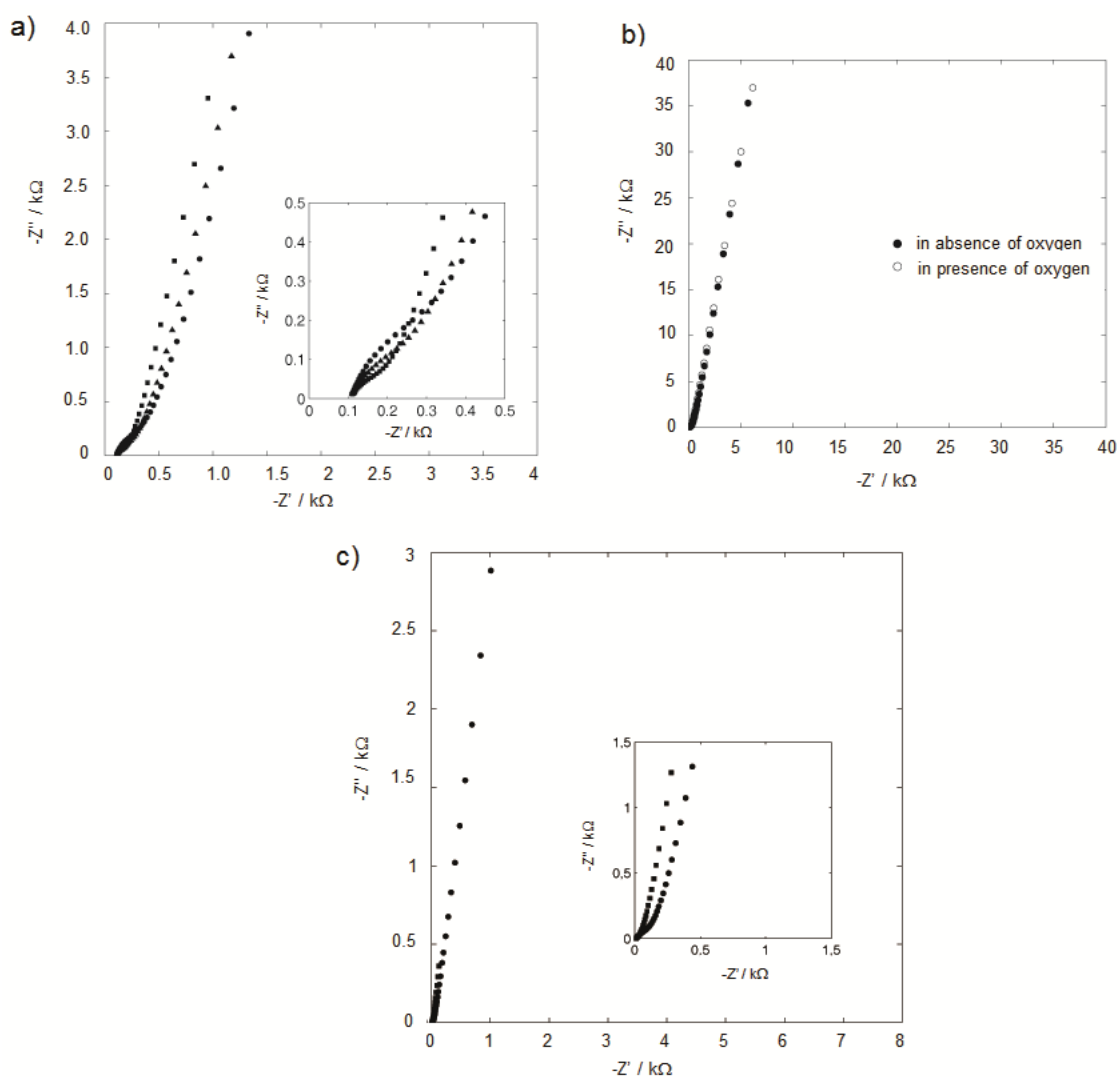 a)
4.0
3.5
3.0
2.5
2.0
1.5
1.0
0.5
0
-Z'' / kΩ
0 0.5 1.0 1.5 2 2.5 3 3.5 4
-Z' / kΩ
0.5
0.4
0.3
0.2
0.1
0
-Z'' / kΩ
0 0.1 0.2 0.3 0.4 0.5
-Z' / kΩ
b)
40
35
30
25
20
15
10
5
0
-Z'' / kΩ
in absence of oxygen
in presence of oxygen
0 5 10 15 20 25 30 35 40
-Z' / kΩ
c)
3
2.5
2
1.5
1
0.5
0
-Z'' / kΩ
0 1 2 3 4 5 6 7 8
-Z' / kΩ
1.5
1
0.5
0
-Z'' / kΩ
0 0.5 1 1.5
-Z' / kΩ